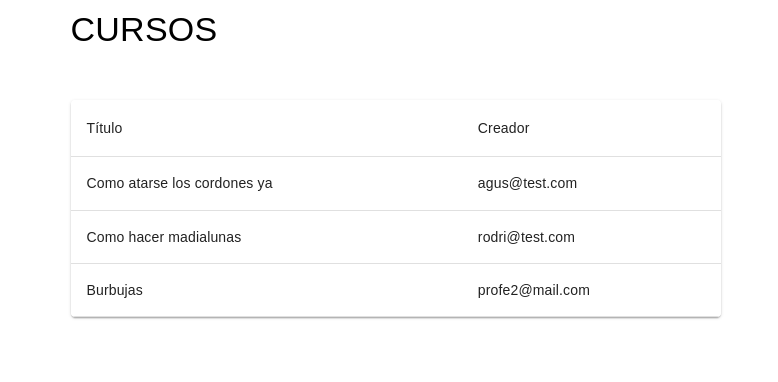 CURSOS
Título Creador
Como atarse los cordones ya agus@test.com
Como hacer madialunas rodri@test.com
Burbujas profe2@mail.com